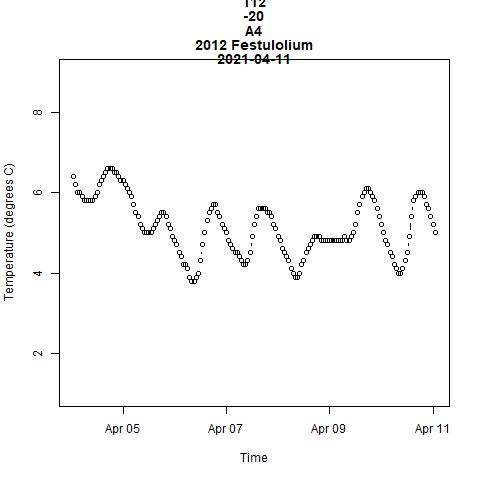 T12
-20
A4
2012 Festulolium
2021-04-11
Temperature (degrees C)
8
6
4
2
Apr 05 Apr 07 Apr 09 Apr 11
Time